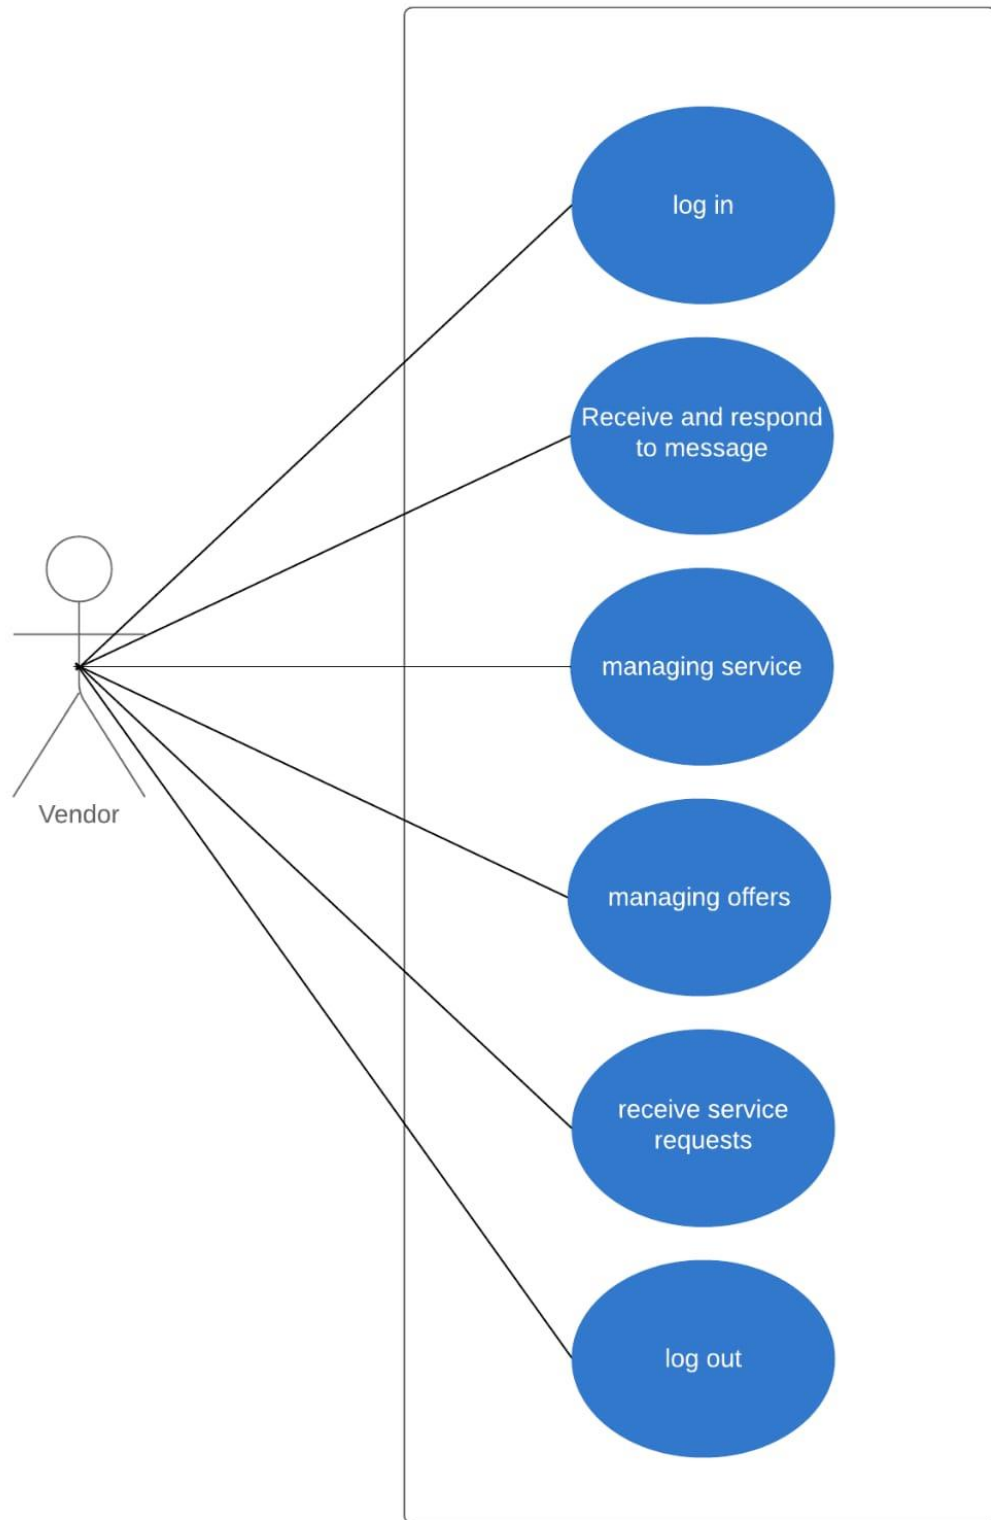 log in
Receive and respond
to message
managing service
Vendor
managing offers
receive service
requests
log out